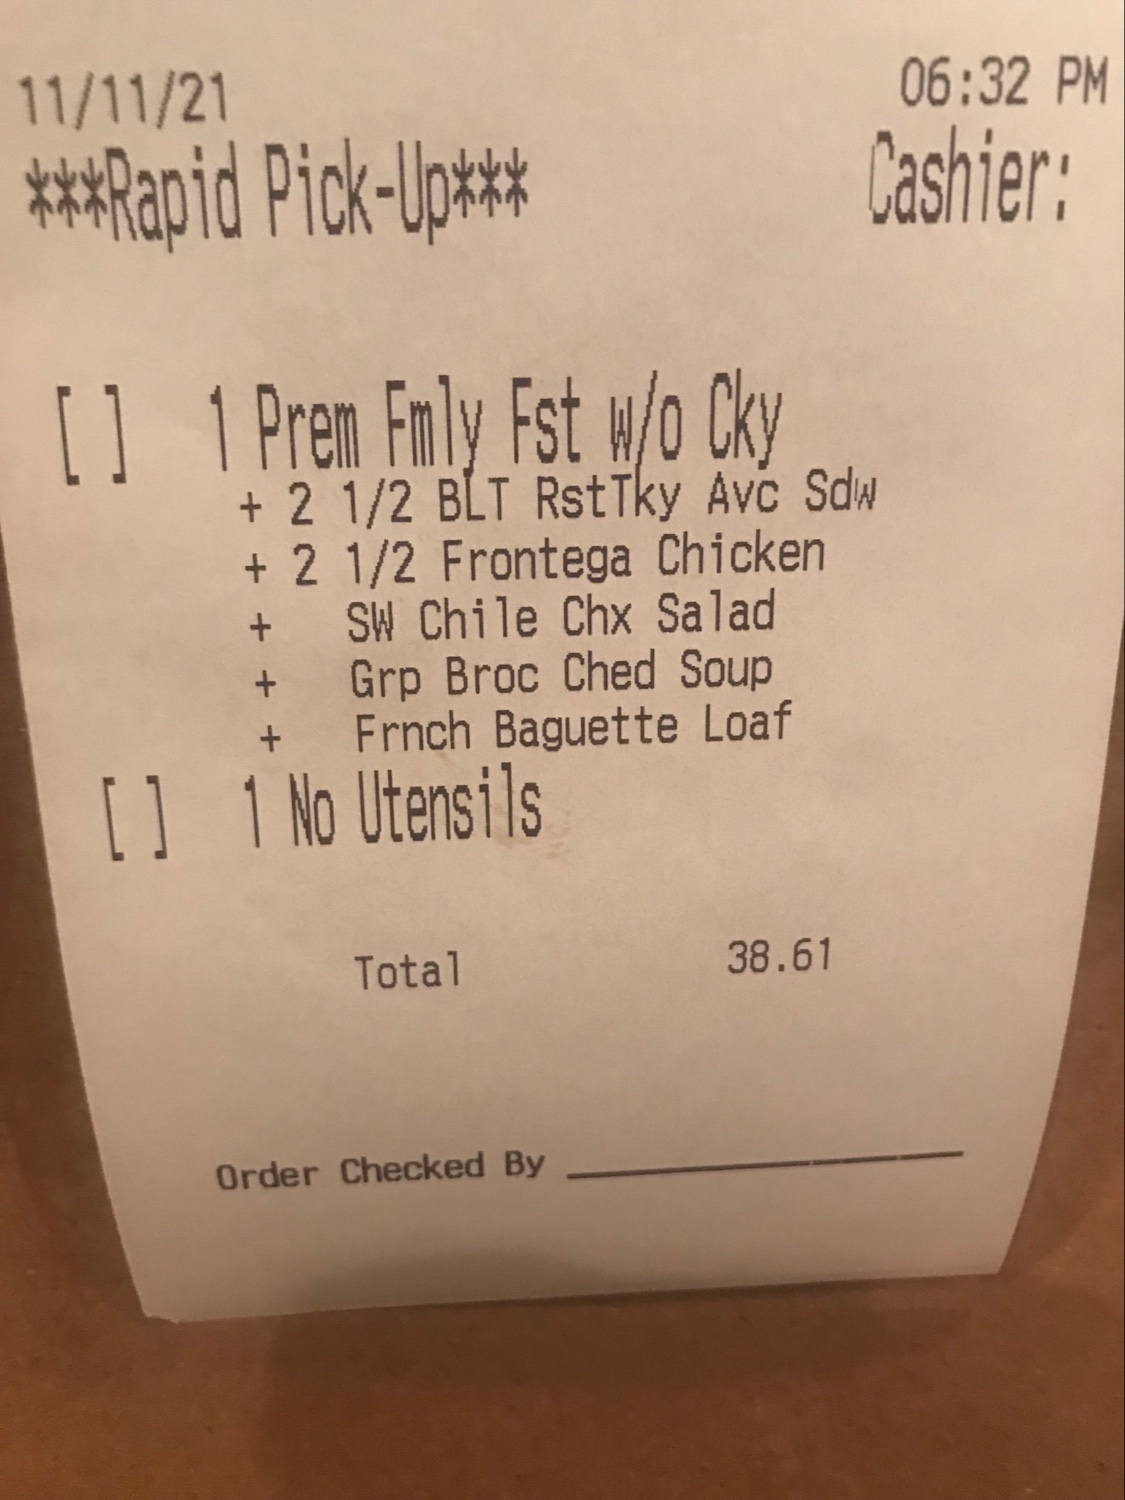 11/11/21 06:32 PM
***Rapid Pick-Up*** Cashier:
[ ] 1 Prem Fmly Fst w/o Cky
+ 2 1/2 BLT RstTky Avc Sdw
+ 2 1/2 Frontega Chicken
+ SW Chile Chx Salad
+ Grp Broc Ched Soup
+ Frnch Baguette Loaf
[ ] 1 No Utensils
Total 38.61
Order Checked By ____________